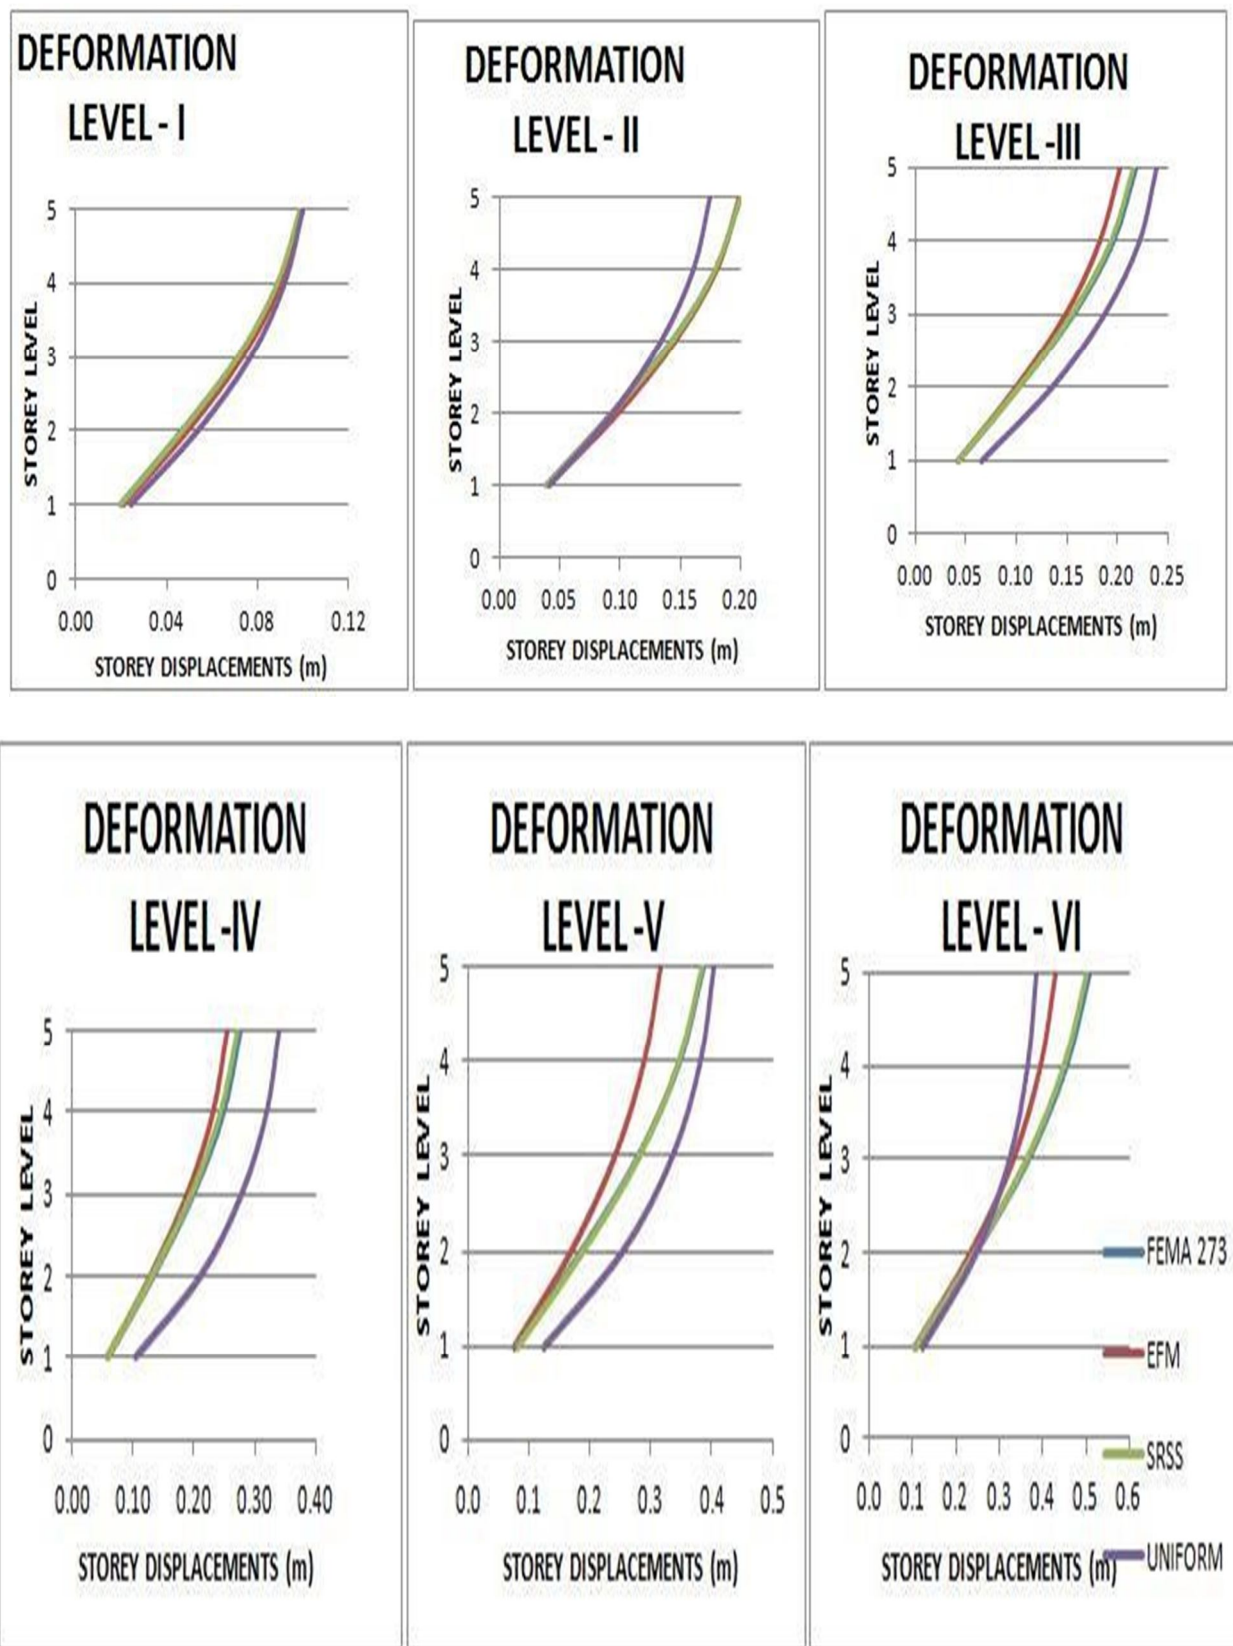 DEFORMATION
LEVEL - I
5
4
3
2
1
0
STOREY LEVEL
0.00 0.04 0.08 0.12
STOREY DISPLACEMENTS (m)
DEFORMATION
LEVEL - II
5
4
3
2
1
0
STOREY LEVEL
0.00 0.05 0.10 0.15 0.20
STOREY DISPLACEMENTS (m)
DEFORMATION
LEVEL -III
5
4
3
2
1
0
STOREY LEVEL
0.00 0.05 0.10 0.15 0.20 0.25
STOREY DISPLACEMENTS (m)
DEFORMATION
LEVEL -IV
5
4
3
2
1
0
STOREY LEVEL
0.00 0.10 0.20 0.30 0.40
STOREY DISPLACEMENTS (m)
DEFORMATION
LEVEL -V
5
4
3
2
1
0
STOREY LEVEL
0.0 0.1 0.2 0.3 0.4 0.5
STOREY DISPLACEMENTS (m)
DEFORMATION
LEVEL - VI
5
4
3
2
1
0
STOREY LEVEL
0.0 0.1 0.2 0.3 0.4 0.5 0.6
STOREY DISPLACEMENTS (m)
FEMA 273
EFM
SRSS
UNIFORM